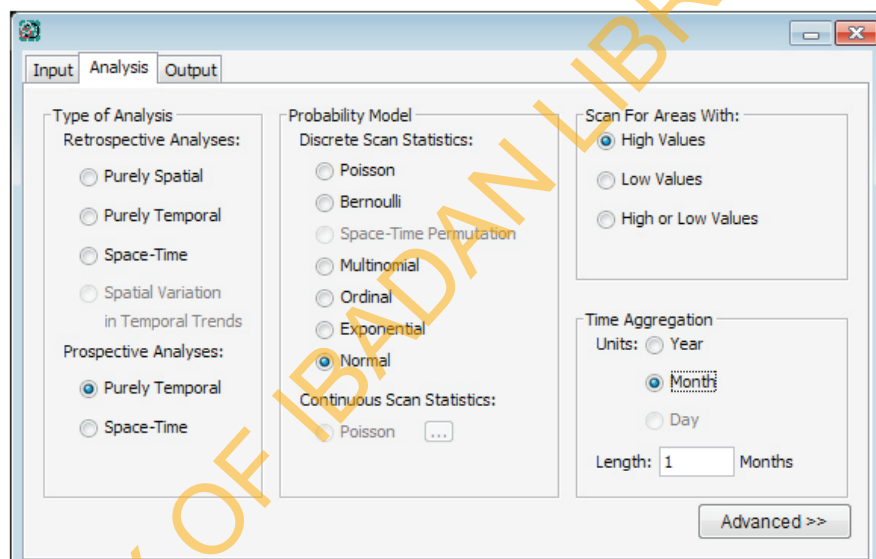 Input Analysis Output
Type of Analysis
Retrospective Analyses:
Purely Spatial
Purely Temporal
Space-Time
Spatial Variation
in Temporal Trends
Prospective Analyses:
Purely Temporal
Space-Time
Probability Model
Discrete Scan Statistics:
Poisson
Bernoulli
Space-Time Permutation
Multinomial
Ordinal
Exponential
Normal
Continuous Scan Statistics:
Poisson ...
Scan For Areas With:
High Values
Low Values
High or Low Values
Time Aggregation
Units: Year
Month
Day
Length: 1 Months
Advanced >>
OF IBADAN LIBR